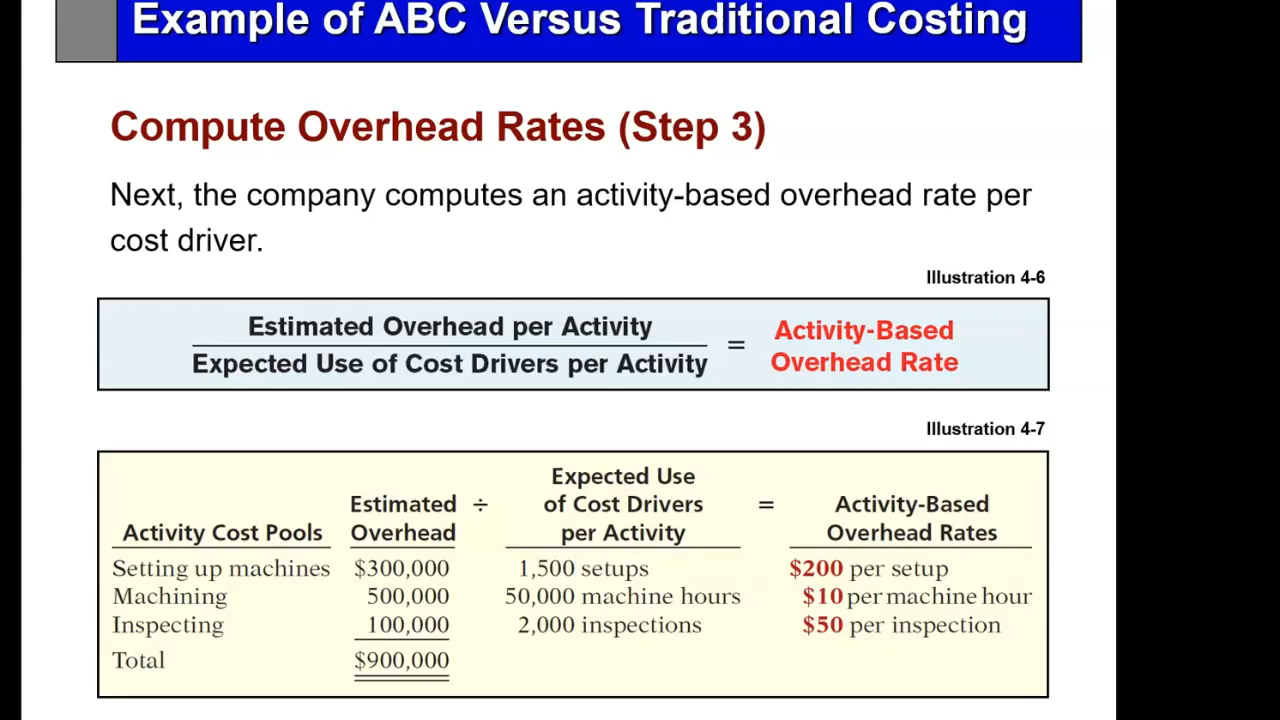 Example of ABC Versus Traditional Costing
Compute Overhead Rates (Step 3)
Next, the company computes an activity-based overhead rate per
cost driver.
Illustration 4-6
Estimated Overhead per Activity
Expected Use of Cost Drivers per Activity
=
Activity-Based
Overhead Rate
Illustration 4-7
Expected Use
Estimated ÷ of Cost Drivers = Activity-Based
Activity Cost Pools Overhead per Activity Overhead Rates
Setting up machines $300,000 1,500 setups $200 per setup
Machining 500,000 50,000 machine hours $10 per machine hour
Inspecting 100,000 2,000 inspections $50 per inspection
Total $900,000